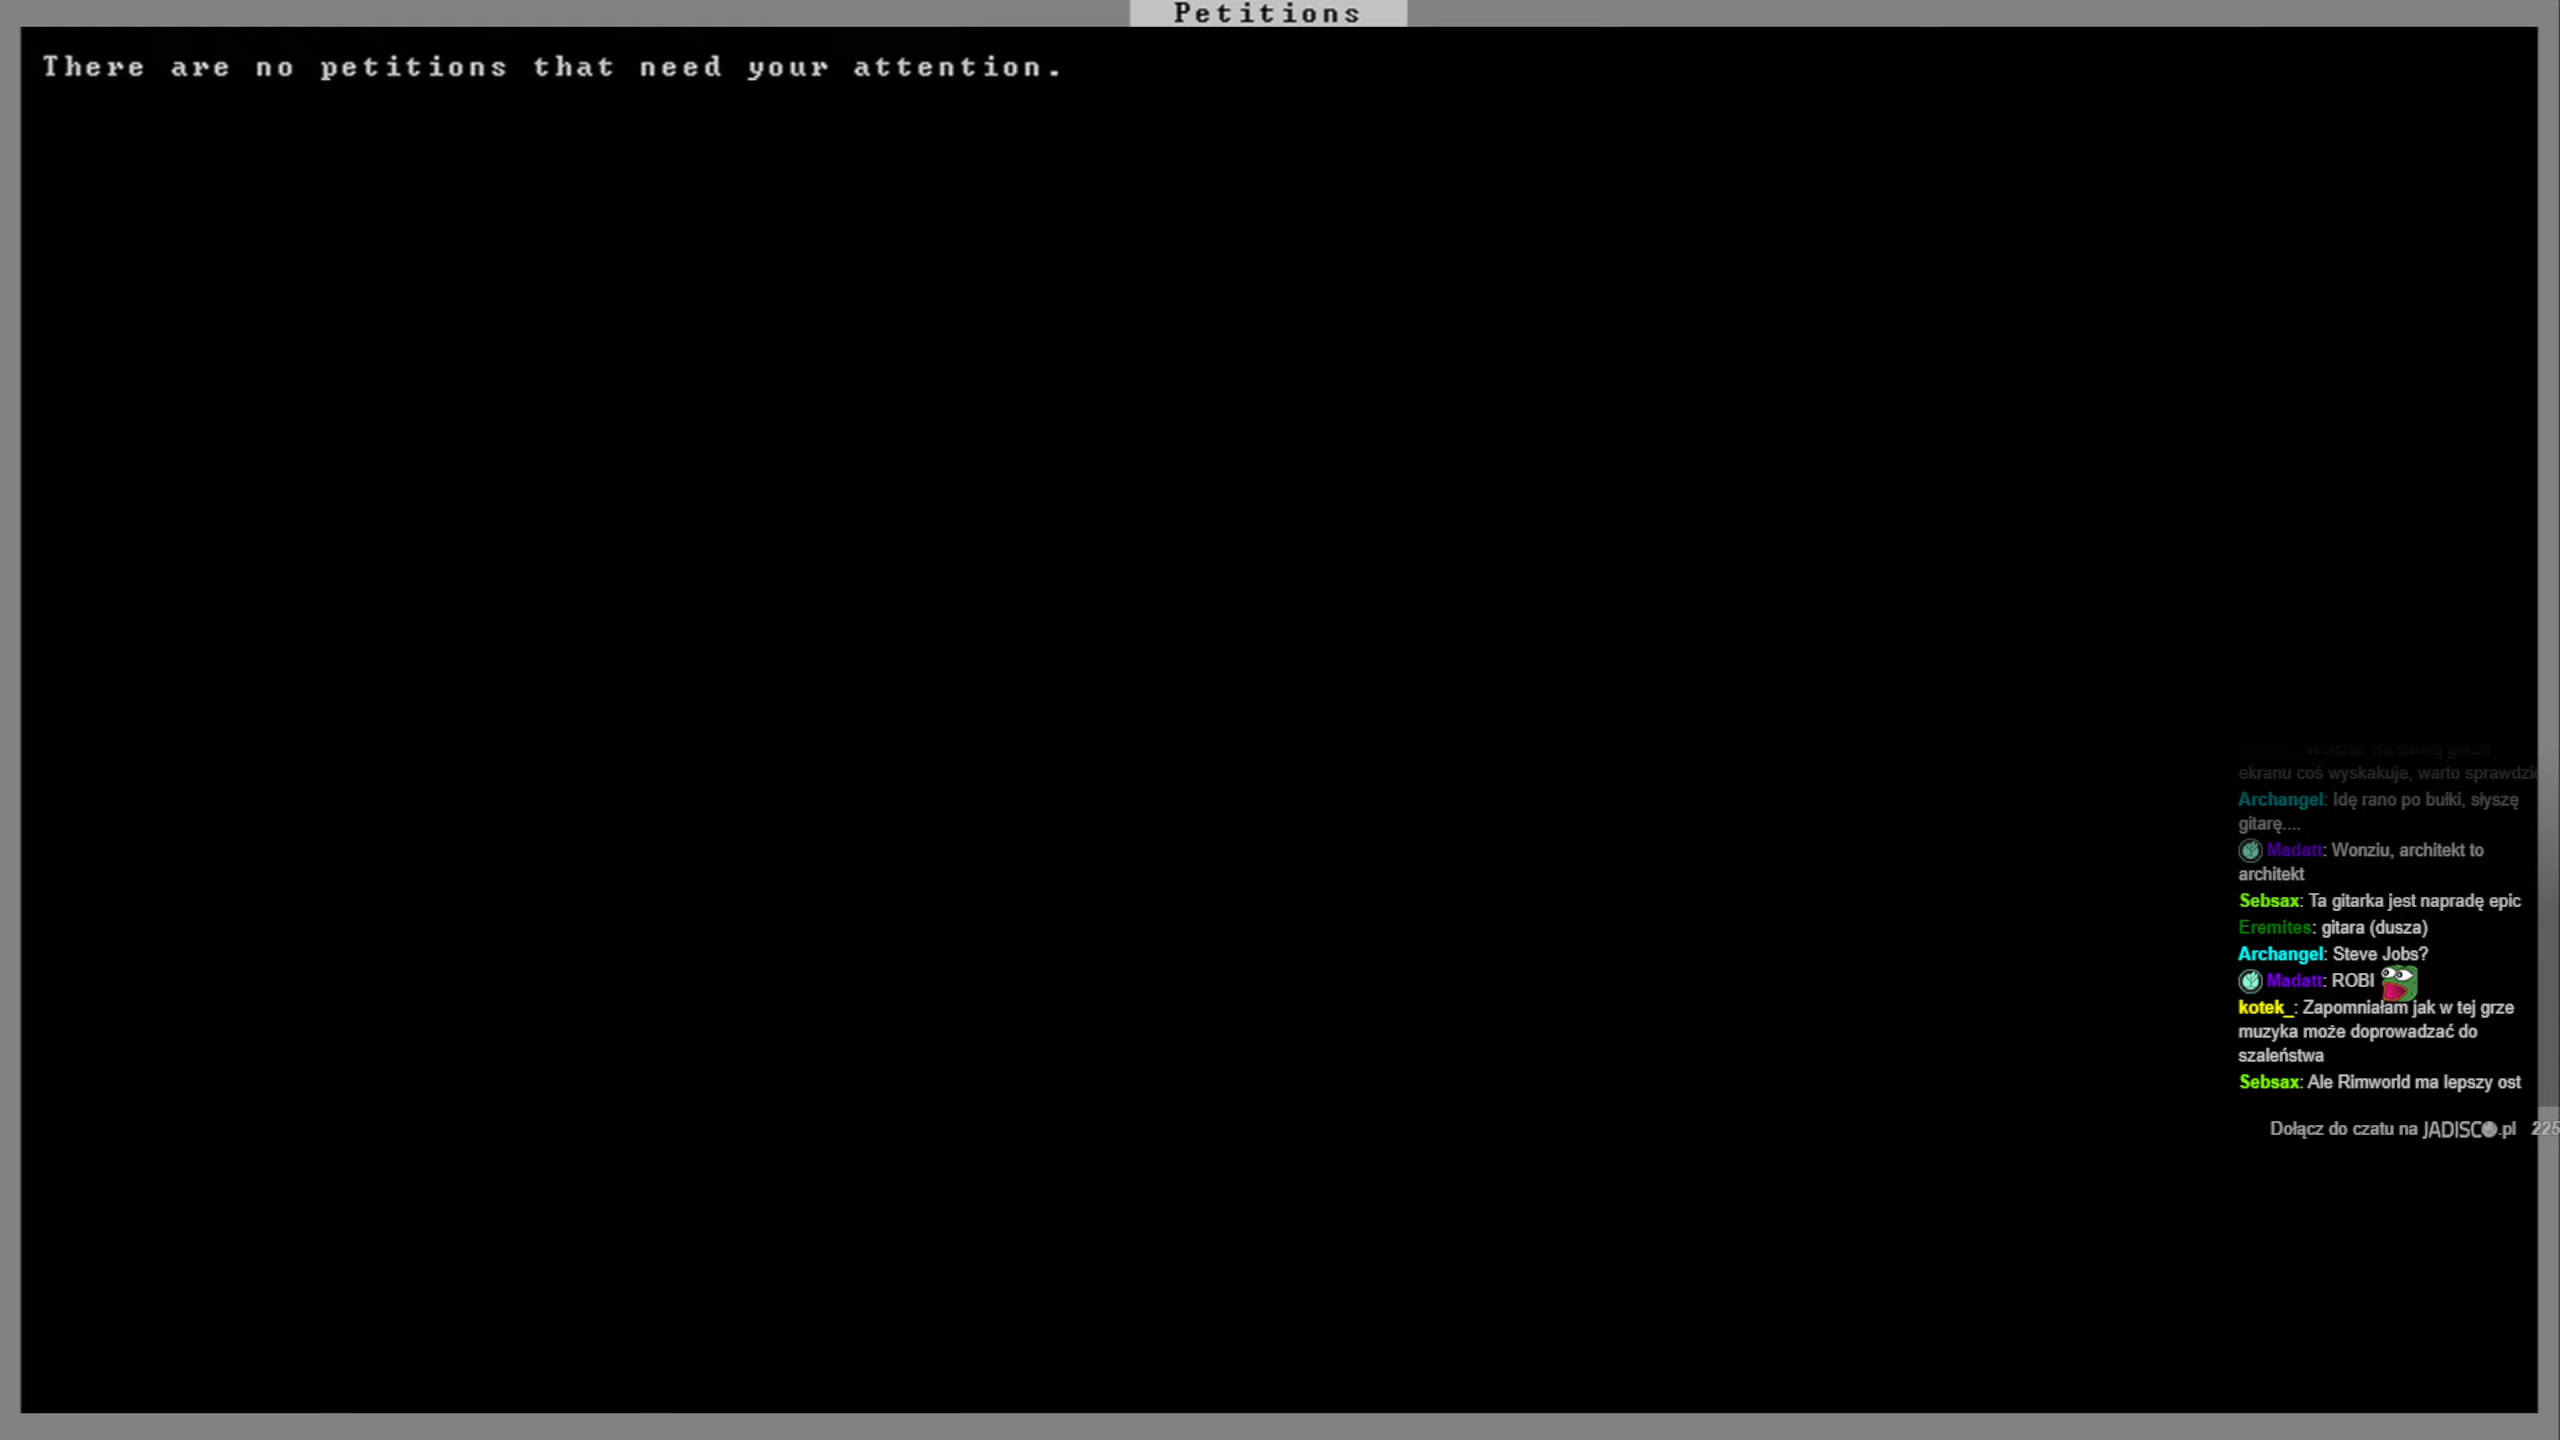 Petitions
There are no petitions that need your attention.
ekranu coś wyskakuje, warto
Archangel: Idę rano po bułki, słyszę
gitarę....
Madatt: Wonziu, architekt to
architekt
Sebsax: Ta gitarka jest napradę epic
Eremites: gitara (dusza)
Archangel: Steve Jobs?
Madatt: ROBI
kotek_: Zapomniałam jak w tej grze
muzyka może doprowadzać do
szaleństwa
Sebsax: Ale Rimworld ma lepszy ost
Dołącz do czatu na JADISCO.pl 225